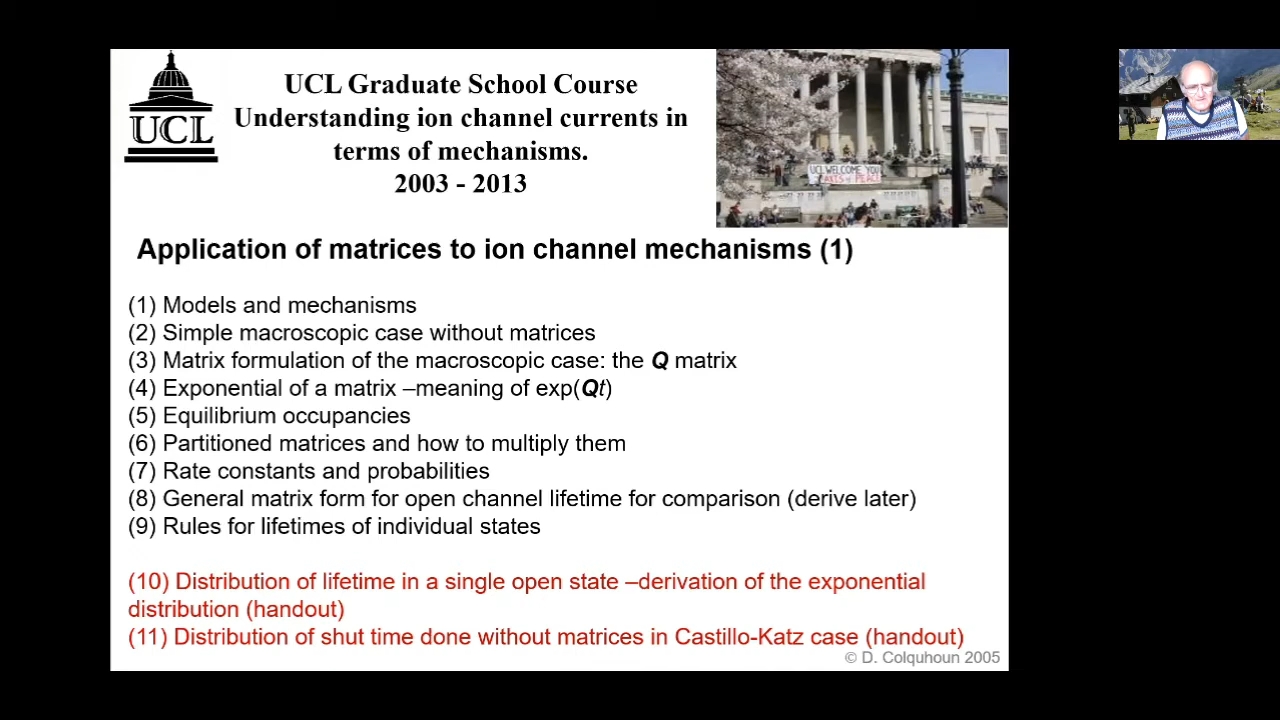 UCL
UCL Graduate School Course
Understanding ion channel currents in
terms of mechanisms.
2003 - 2013
UCL WELCOME YOU
AXIS of PEACE
Application of matrices to ion channel mechanisms (1)
(1) Models and mechanisms
(2) Simple macroscopic case without matrices
(3) Matrix formulation of the macroscopic case: the Q matrix
(4) Exponential of a matrix –meaning of exp(Qt)
(5) Equilibrium occupancies
(6) Partitioned matrices and how to multiply them
(7) Rate constants and probabilities
(8) General matrix form for open channel lifetime for comparison (derive later)
(9) Rules for lifetimes of individual states
(10) Distribution of lifetime in a single open state –derivation of the exponential
distribution (handout)
(11) Distribution of shut time done without matrices in Castillo-Katz case (handout)
© D. Colquhoun 2005